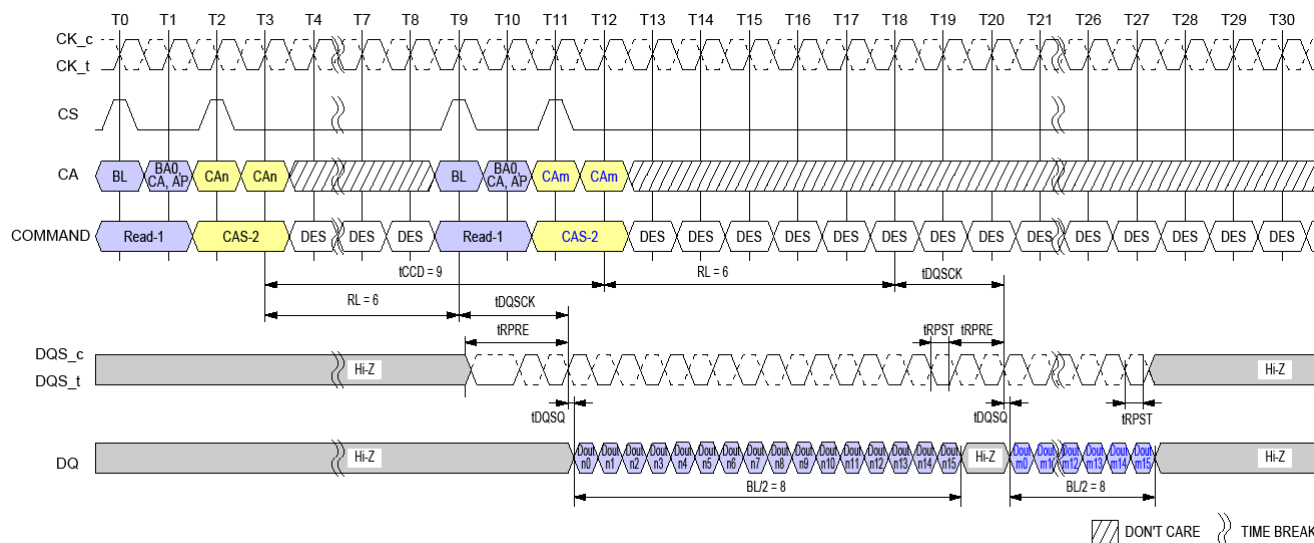 T0 T1 T2 T3 T4 T7 T8 T9 T10 T11 T12 T13 T14 T15 T16 T17 T18 T19 T20 T21 T26 T27 T28 T29 T30
CK_c
CK_t
CS
CA BL BA0, CA, AP CAn CAn BL BA0, CA, AP CAm CAm
COMMAND Read-1 CAS-2 DES DES DES Read-1 CAS-2 DES DES DES DES DES DES DES DES DES DES DES DES DES DES
tCCD = 9 RL = 6 tDQSCK
RL = 6 tDQSCK
tRPRE tRPST tRPRE
DQS_c
DQS_t
Hi-Z Hi-Z
tDQSQ tDQSQ tRPST
DQ Hi-Z Dout n0 Dout n1 Dout n2 Dout n3 Dout n4 Dout n5 Dout n6 Dout n7 Dout n8 Dout n9 Dout n10 Dout n11 Dout n12 Dout n13 Dout n14 Dout n15 Hi-Z Dout m0 Dout m1 Dout m12 Dout m13 Dout m14 Dout m15 Hi-Z
BL/2 = 8 BL/2 = 8
DON'T CARE TIME BREAK